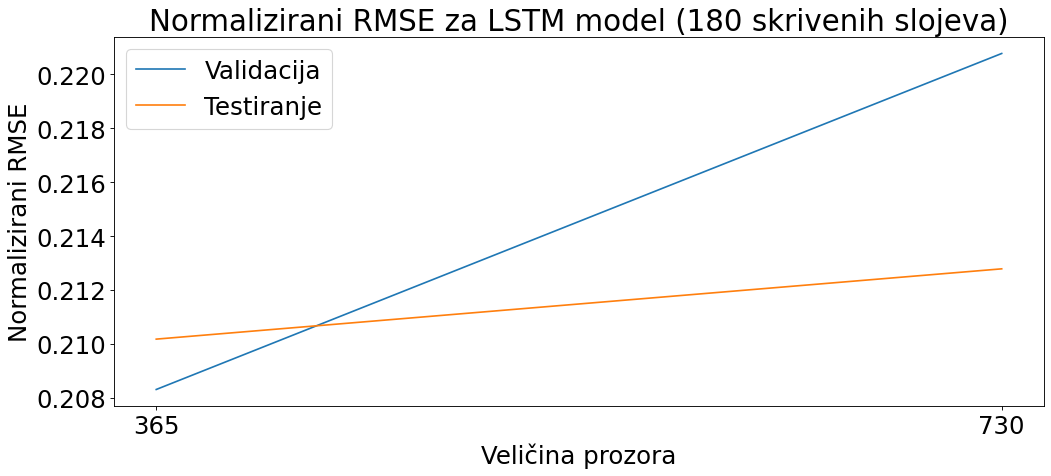 Normalizirani RMSE za LSTM model (180 skrivenih slojeva)
Validacija
Testiranje
Normalizirani RMSE
0.220
0.218
0.216
0.214
0.212
0.210
0.208
365
730
Veličina prozora